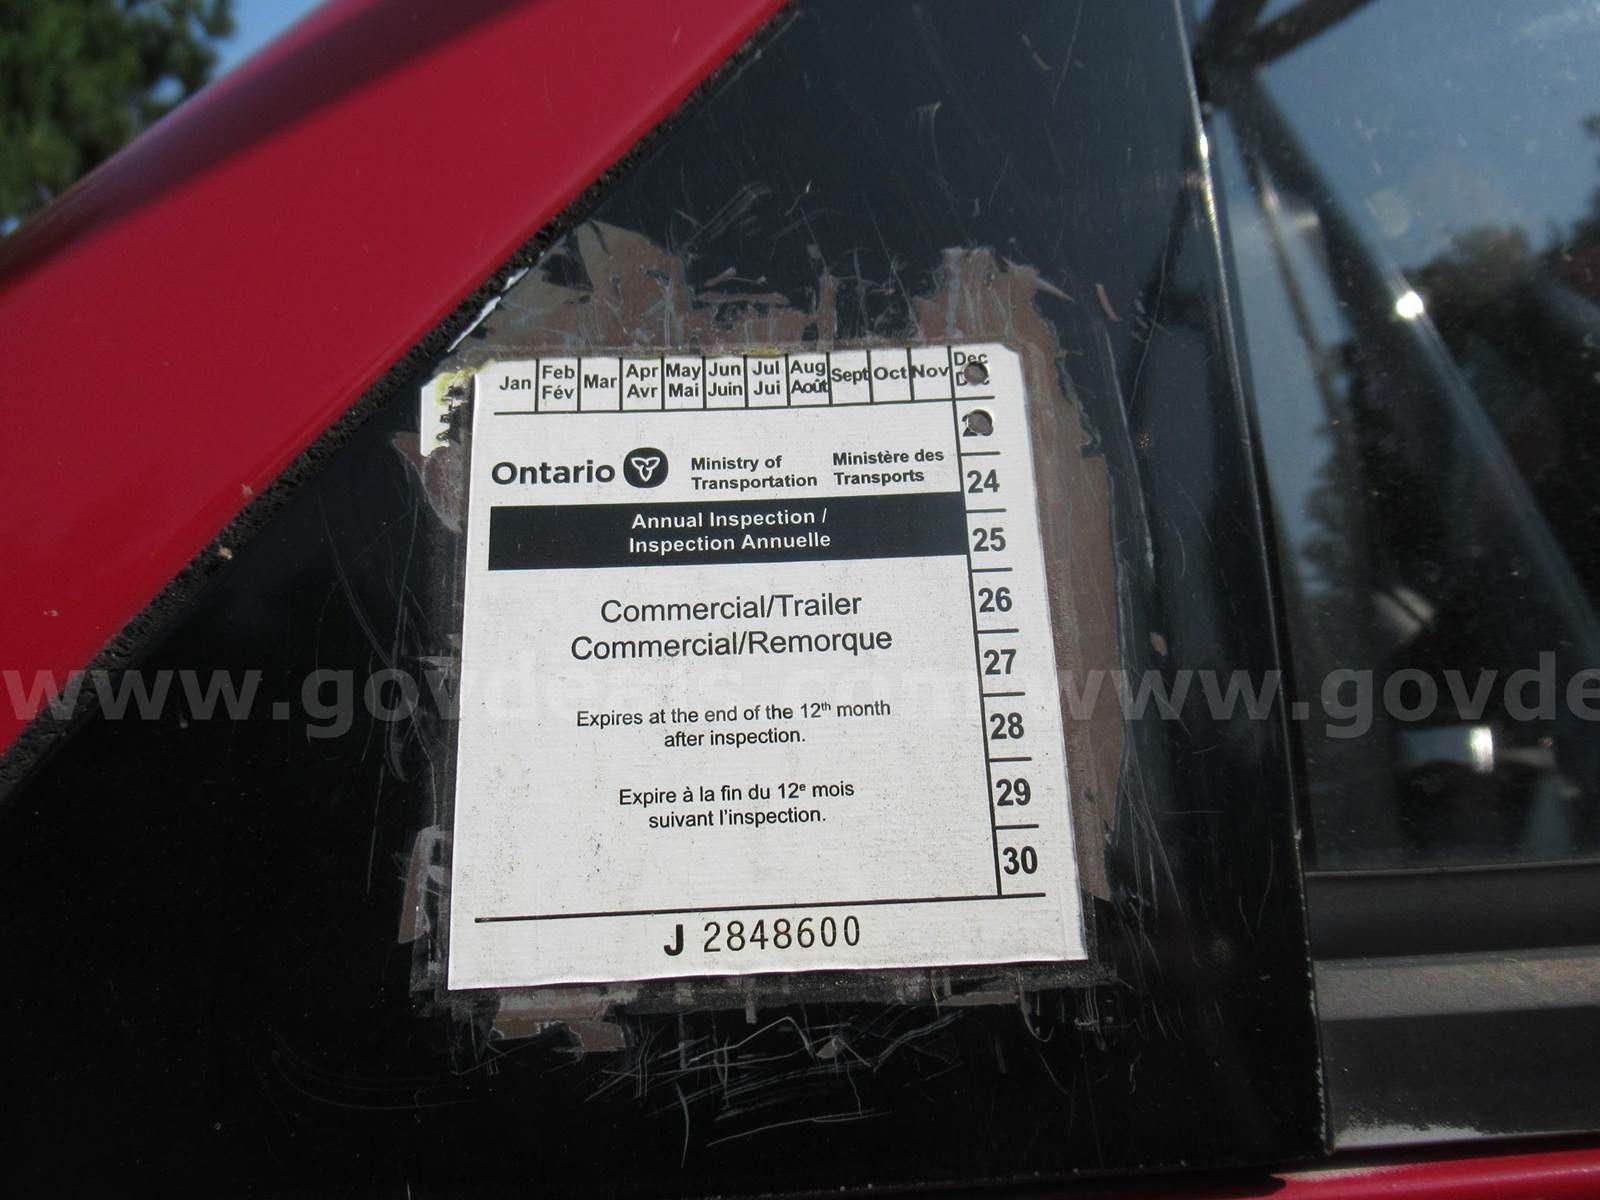 Jan Feb Mar Apr May Jun Jul Aug Sept Oct Nov Dec
Fév Avr Mai Juin Jui Août
Ontario Ministry of Transportation Ministère des Transports
24
Annual Inspection /
Inspection Annuelle
25
Commercial/Trailer
Commercial/Remorque
26
27
Expires at the end of the 12th month
after inspection.
28
Expire à la fin du 12e mois
suivant l'inspection.
29
30
J 2848600
www.govdeals.com www.govde